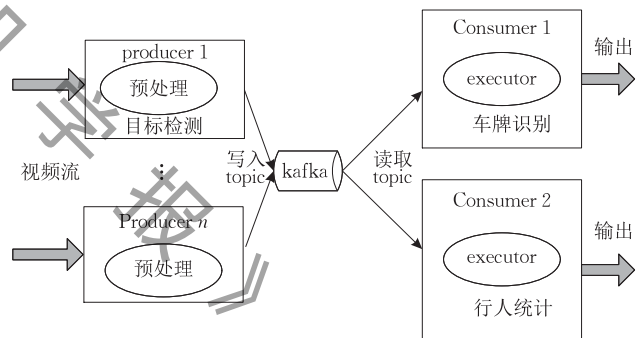 producer 1
预处理
目标检测
视频流
⋮
Producer n
预处理
写入
topic
kafka
读取
topic
Consumer 1
executor
车牌识别
输出
Consumer 2
executor
行人统计
输出
学报》